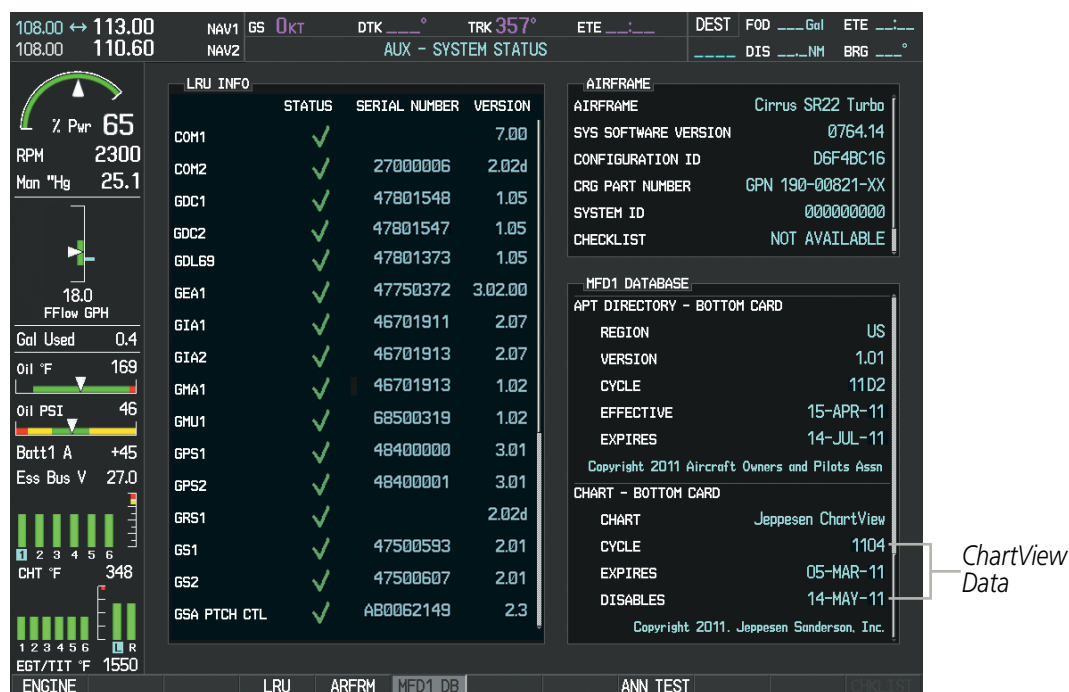 108.00 ↔ 113.00 NAV1 GS 0KT DTK ___° TRK 357° ETE __:__ DEST FOD ___Gal ETE __:__
108.00 110.60 NAV2 AUX - SYSTEM STATUS ____ DIS __._NM BRG ___°
% Pwr 65
RPM 2300
Man "Hg 25.1
18.0
FFlow GPH
Gal Used 0.4
Oil °F 169
Oil PSI 46
Batt1 A +45
Ess Bus V 27.0
1 2 3 4 5 6
CHT °F 348
1 2 3 4 5 6 L R
EGT/TIT °F 1550
LRU INFO
STATUS SERIAL NUMBER VERSION
COM1 ✓ 7.00
COM2 ✓ 27000006 2.02d
GDC1 ✓ 47801548 1.05
GDC2 ✓ 47801547 1.05
GDL69 ✓ 47801373 1.05
GEA1 ✓ 47750372 3.02.00
GIA1 ✓ 46701911 2.07
GIA2 ✓ 46701913 2.07
GMA1 ✓ 46701913 1.02
GMU1 ✓ 68500319 1.02
GPS1 ✓ 48400000 3.01
GPS2 ✓ 48400001 3.01
GRS1 ✓ 2.02d
GS1 ✓ 47500593 2.01
GS2 ✓ 47500607 2.01
GSA PTCH CTL ✓ AB0062149 2.3
AIRFRAME
AIRFRAME Cirrus SR22 Turbo
SYS SOFTWARE VERSION 0764.14
CONFIGURATION ID D6F4BC16
CRG PART NUMBER GPN 190-00821-XX
SYSTEM ID 000000000
CHECKLIST NOT AVAILABLE
MFD1 DATABASE
APT DIRECTORY - BOTTOM CARD
REGION US
VERSION 1.01
CYCLE 11D2
EFFECTIVE 15-APR-11
EXPIRES 14-JUL-11
Copyright 2011 Aircraft Owners and Pilots Assn
CHART - BOTTOM CARD
CHART Jeppesen ChartView
CYCLE 1104
EXPIRES 05-MAR-11
DISABLES 14-MAY-11
Copyright 2011, Jeppesen Sanderson, Inc.
ChartView
Data
ENGINE LRU ARFRM MFD1 DB ANN TEST CHKLIST